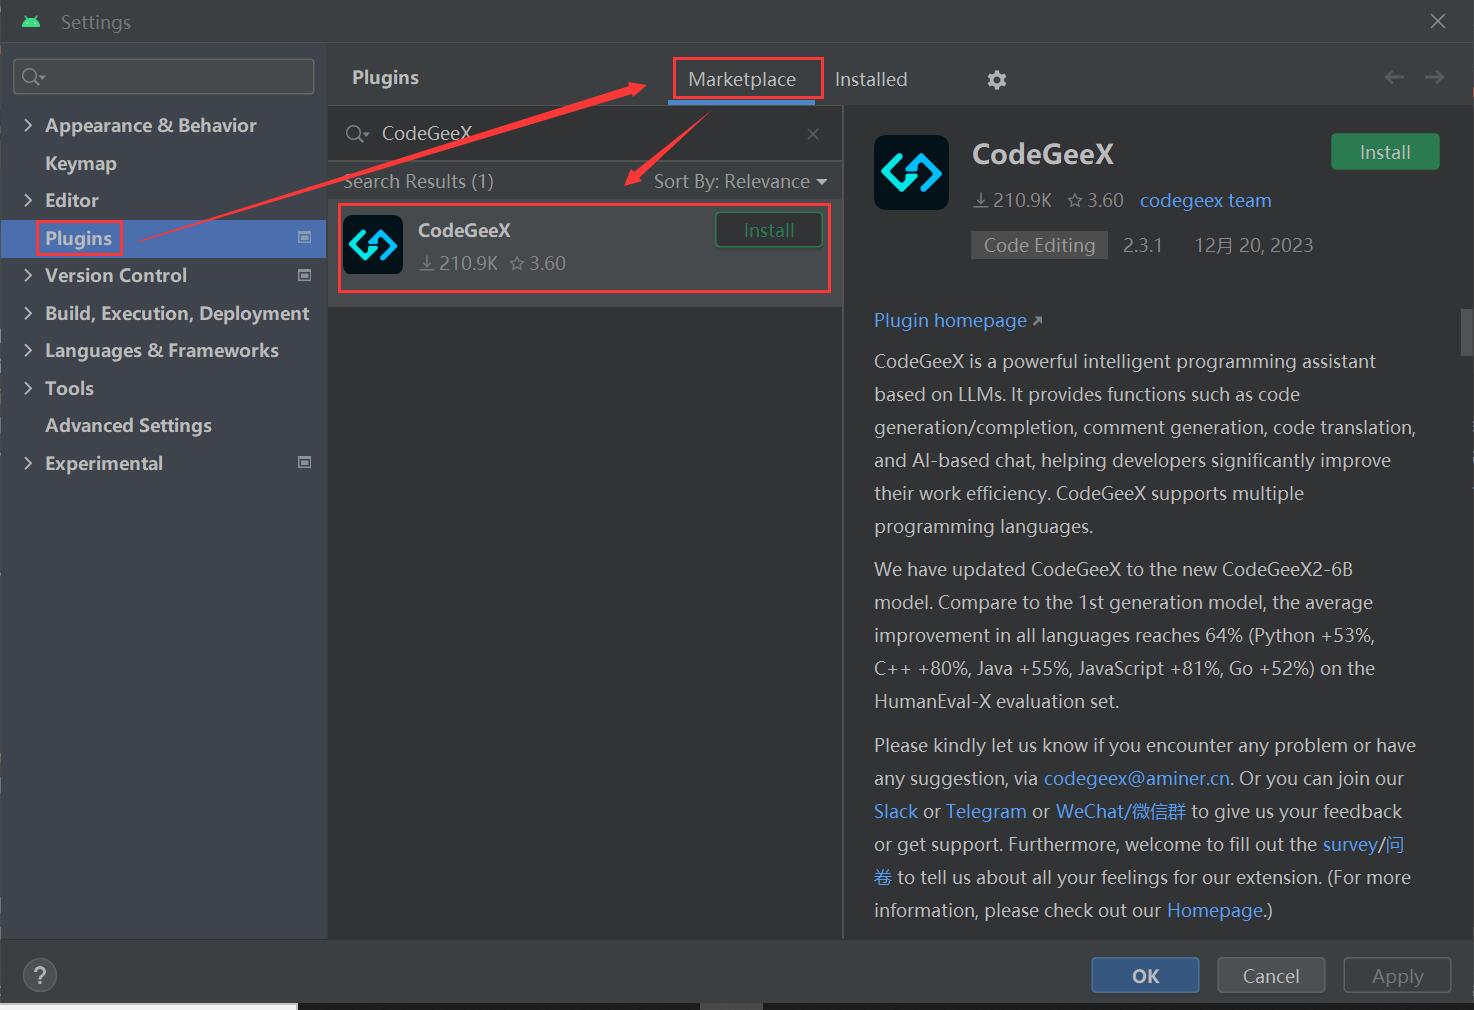 Settings
Plugins
Marketplace
Installed
Appearance & Behavior
Keymap
Editor
Plugins
Version Control
Build, Execution, Deployment
Languages & Frameworks
Tools
Advanced Settings
Experimental
CodeGeeX
Search Results (1)
Sort By: Relevance
CodeGeeX
Install
210.9K 3.60
CodeGeeX
Install
210.9K 3.60 codegeex team
Code Editing 2.3.1 12月 20, 2023
Plugin homepage
CodeGeeX is a powerful intelligent programming assistant
based on LLMs. It provides functions such as code
generation/completion, comment generation, code translation,
and AI-based chat, helping developers significantly improve
their work efficiency. CodeGeeX supports multiple
programming languages.
We have updated CodeGeeX to the new CodeGeeX2-6B
model. Compare to the 1st generation model, the average
improvement in all languages reaches 64% (Python +53%,
C++ +80%, Java +55%, JavaScript +81%, Go +52%) on the
HumanEval-X evaluation set.
Please kindly let us know if you encounter any problem or have
any suggestion, via codegeex@aminer.cn. Or you can join our
Slack or Telegram or WeChat/微信群 to give us your feedback
or get support. Furthermore, welcome to fill out the survey/问
卷 to tell us about all your feelings for our extension. (For more
information, please check out our Homepage.)
?
OK
Cancel
Apply